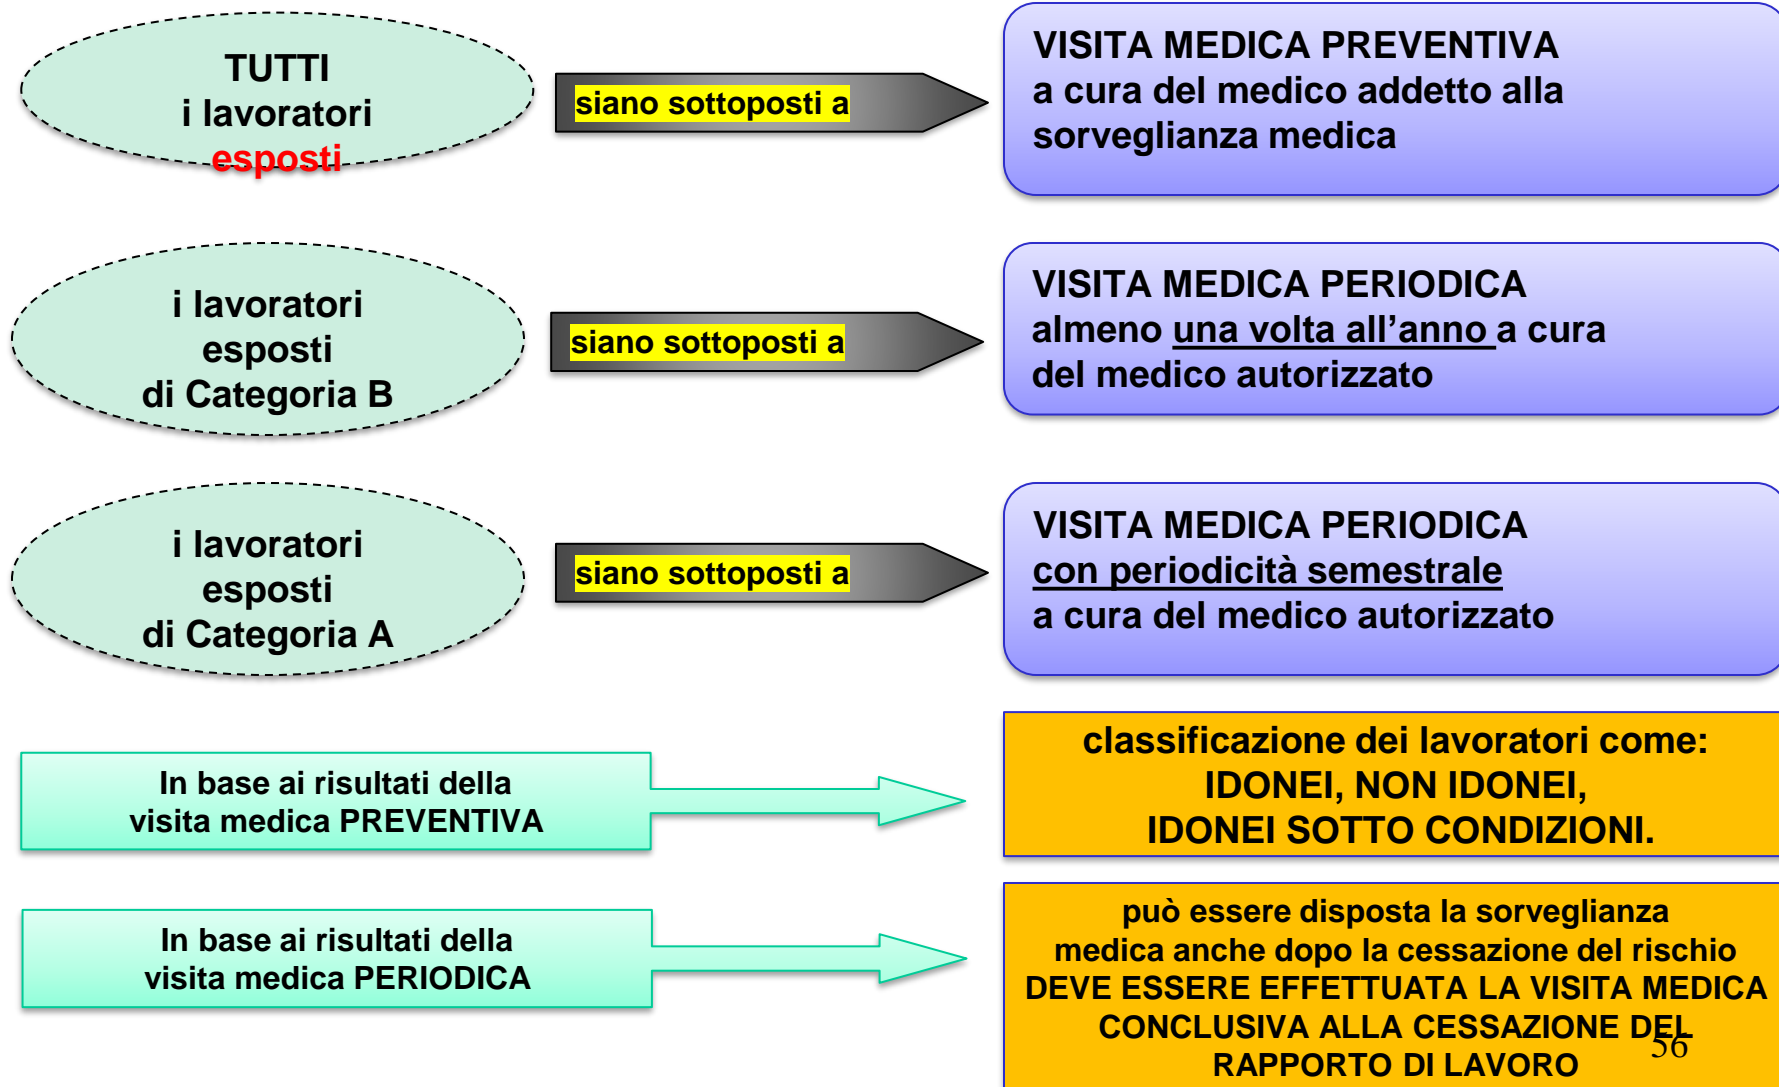 TUTTI
i lavoratori
esposti
siano sottoposti a
VISITA MEDICA PREVENTIVA
a cura del medico addetto alla
sorveglianza medica
i lavoratori
esposti
di Categoria B
siano sottoposti a
VISITA MEDICA PERIODICA
almeno una volta all’anno a cura
del medico autorizzato
i lavoratori
esposti
di Categoria A
siano sottoposti a
VISITA MEDICA PERIODICA
con periodicità semestrale
a cura del medico autorizzato
In base ai risultati della
visita medica PREVENTIVA
classificazione dei lavoratori come:
IDONEI, NON IDONEI,
IDONEI SOTTO CONDIZIONI.
In base ai risultati della
visita medica PERIODICA
può essere disposta la sorveglianza
medica anche dopo la cessazione del rischio
DEVE ESSERE EFFETTUATA LA VISITA MEDICA
CONCLUSIVA ALLA CESSAZIONE DEL
RAPPORTO DI LAVORO
56